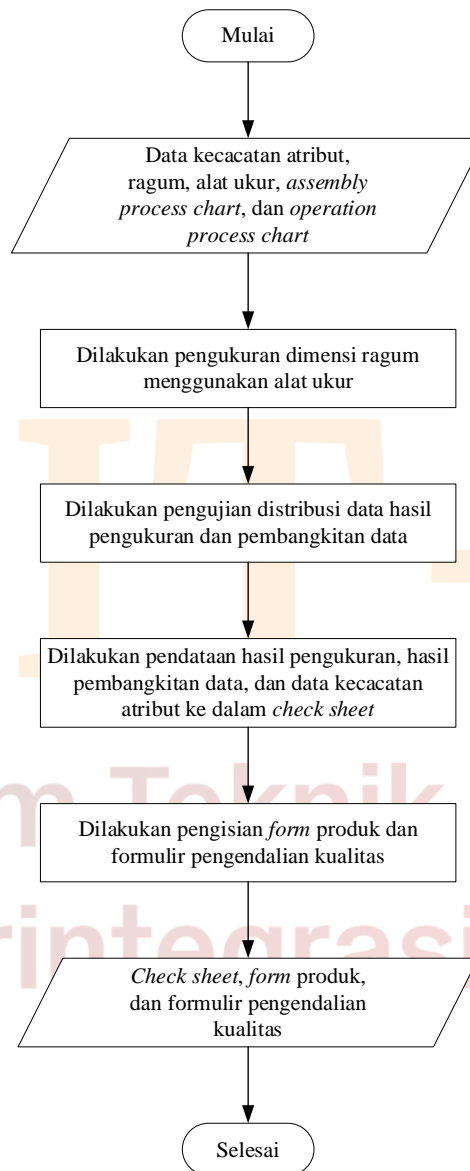 Mulai
Data kecacatan atribut,
ragum, alat ukur, assembly
process chart, dan operation
process chart
Dilakukan pengukuran dimensi ragum
menggunakan alat ukur
Dilakukan pengujian distribusi data hasil
pengukuran dan pembangkitan data
Dilakukan pendataan hasil pengukuran, hasil
pembangkitan data, dan data kecacatan
atribut ke dalam check sheet
m Teknik
Dilakukan pengisian form produk dan
formulir pengendalian kualitas
rintegrasi
Check sheet, form produk,
dan formulir pengendalian
kualitas
Selesai